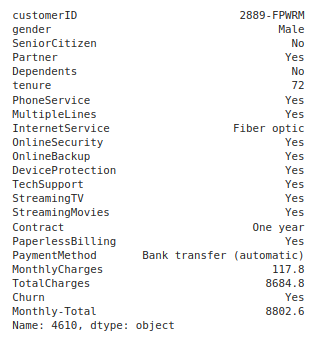 customerID 2889-FPWRM
gender Male
SeniorCitizen No
Partner Yes
Dependents No
tenure 72
PhoneService Yes
MultipleLines Yes
InternetService Fiber optic
OnlineSecurity Yes
OnlineBackup Yes
DeviceProtection Yes
TechSupport Yes
StreamingTV Yes
StreamingMovies Yes
Contract One year
PaperlessBilling Yes
PaymentMethod Bank transfer (automatic)
MonthlyCharges 117.8
TotalCharges 8684.8
Churn Yes
Monthly-Total 8802.6
Name: 4610, dtype: object